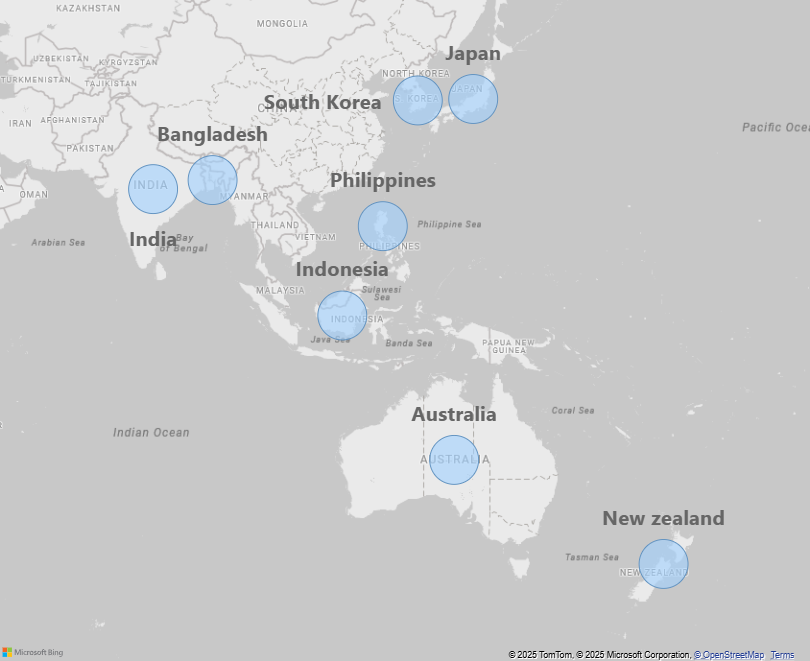 KAZAKHSTAN
MONGOLIA
Japan
UZBEKISTAN
KYRGYZSTAN
NORTH KOREA
TURKMENISTAN
TAJIKISTAN
JAPAN
South Korea
S. KOREA
CHINA
IRAN
AFGHANISTAN
Bangladesh
Pacific Ocea
PAKISTAN
Philippines
INDIA
OMAN
A
MYANMAR
THAILAND
Philippine Sea
VIETNAM
India
Bay
of Bengal
Arabian Sea
PHILIPPINES
Indonesia
MALAYSIA
Sulawesi
Sea
INDONESIA
Java Sea
Banda Sea
PAPUA NEW
GUINEA
Australia
Coral Sea
Indian Ocean
AUSTRALIA
New zealand
Tasman Sea
NEW ZEALAND
Microsoft Bing
© 2025 TomTom, © 2025 Microsoft Corporation, © OpenStreetMap Terms